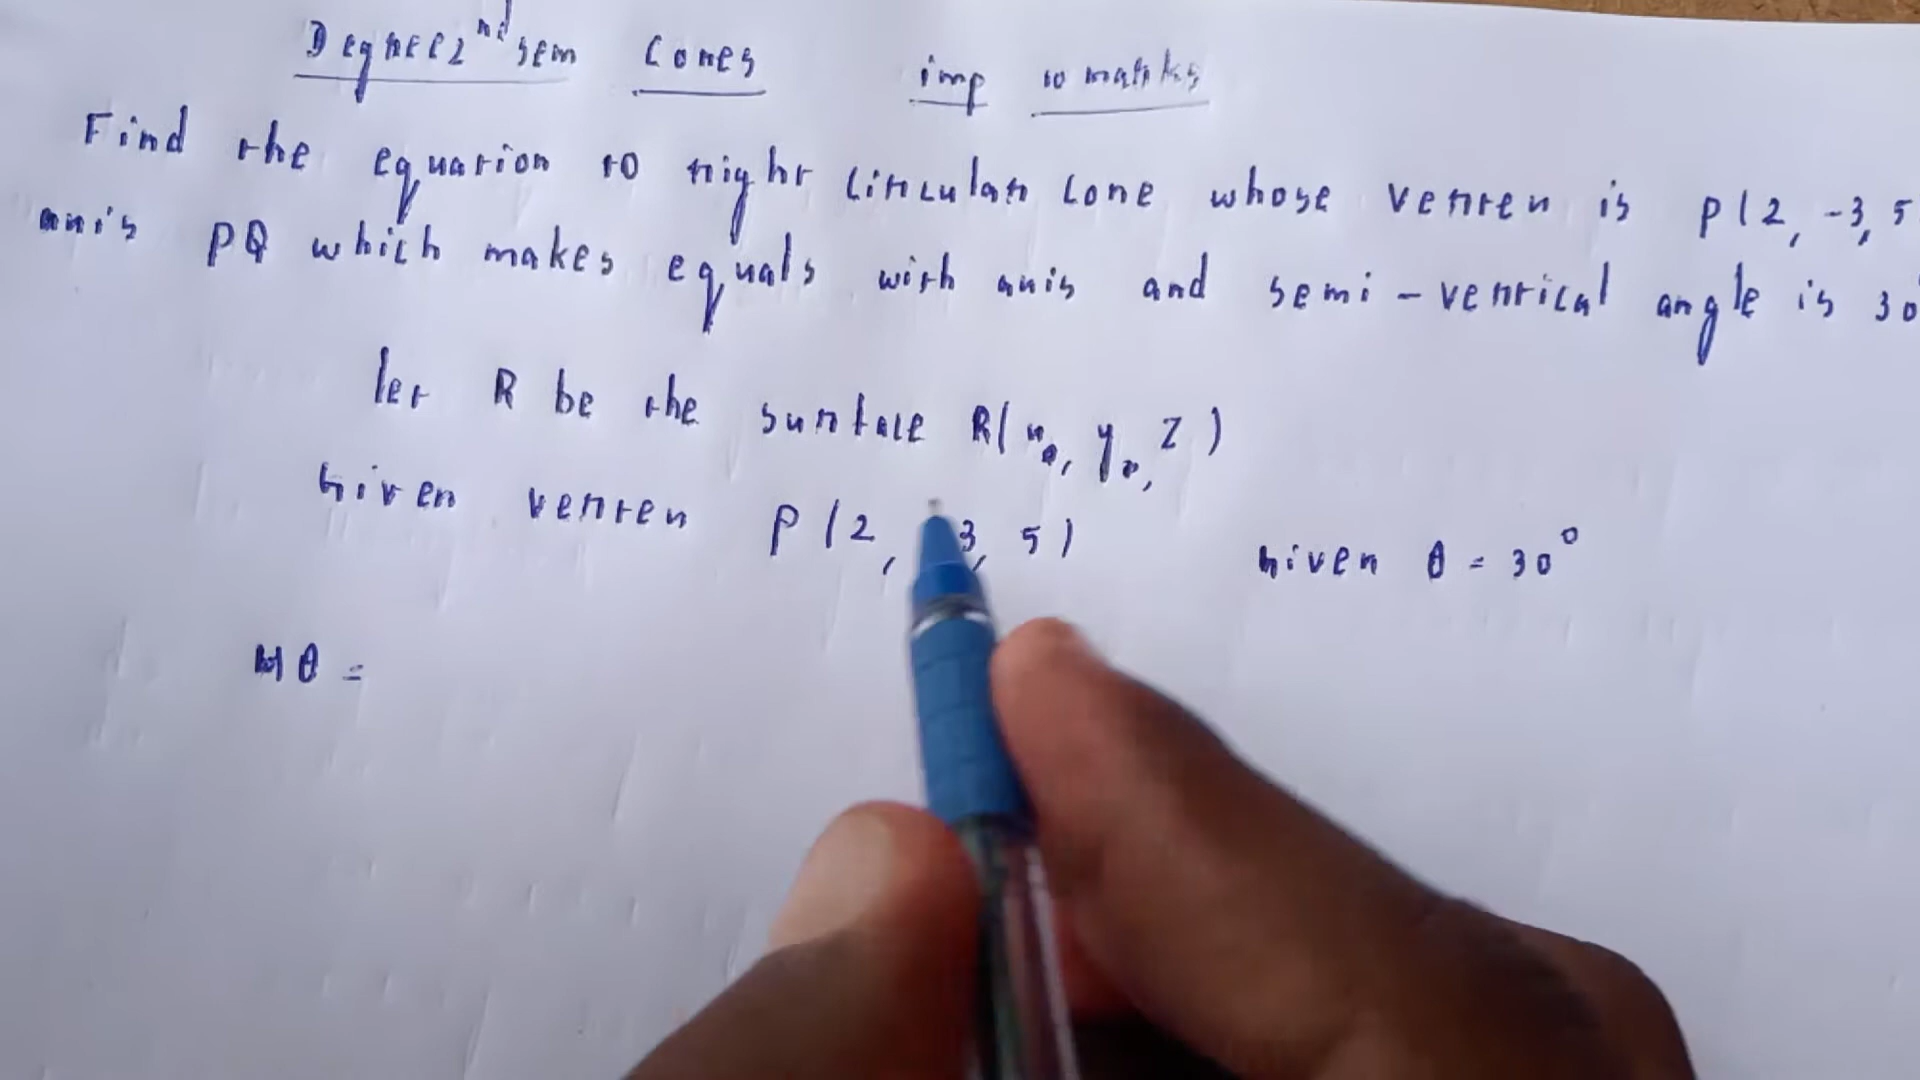 Degree 2nd sem Cones imp 10 marks
Find the equation to right circular cone whose vertex is P(2, -3, 5
axis PQ which makes equals with axis and semi-vertical angle is 30°
let R be the surface R(x0, y0, z)
Given vertex P(2, 3, 5) Given θ = 30°
θ =